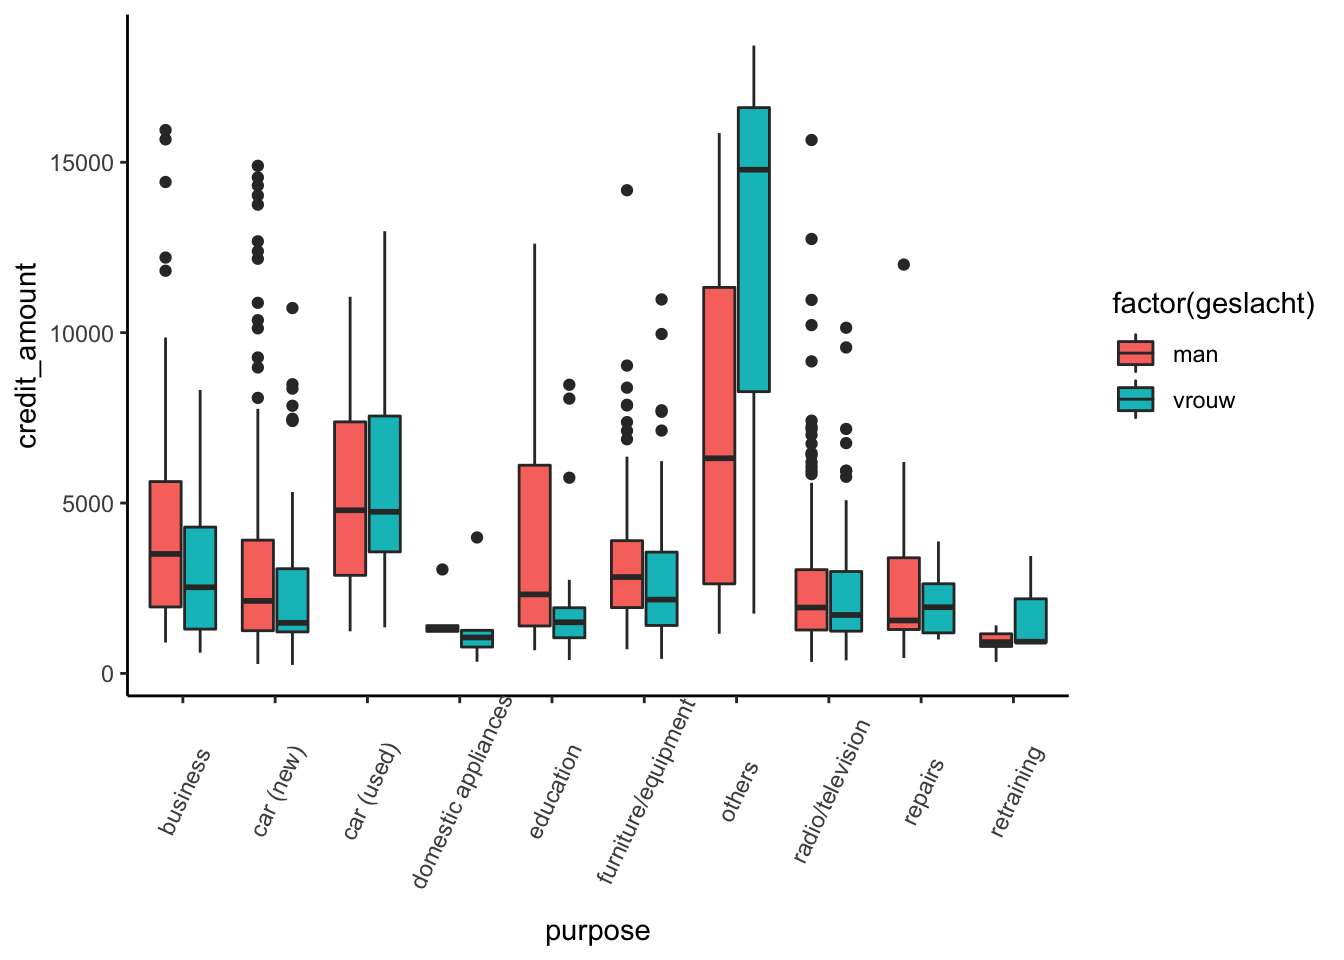 credit_amount
15000
10000
5000
0
business
car (new)
car (used)
domestic appliances
education
furniture/equipment
others
radio/television
repairs
retraining
purpose
factor(geslacht)
man
vrouw